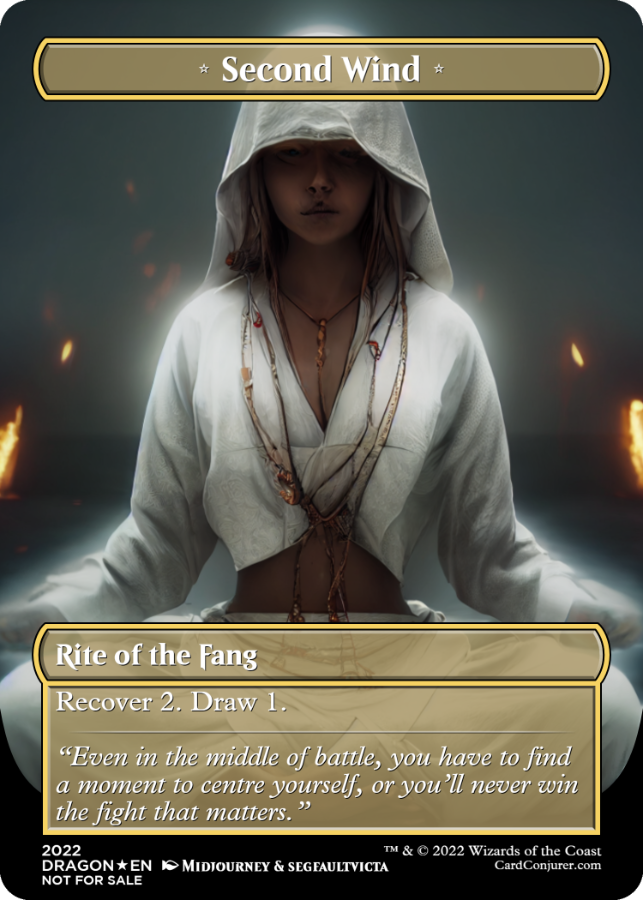 ☆ Second Wind ☆
Rite of the Fang
Recover 2. Draw 1.
“Even in the middle of battle, you have to find
a moment to centre yourself, or you’ll never win
the fight that matters.”
2022
DRAGON★EN Midjourney & segfaultvicta
NOT FOR SALE
™ & © 2022 Wizards of the Coast
CardConjurer.com